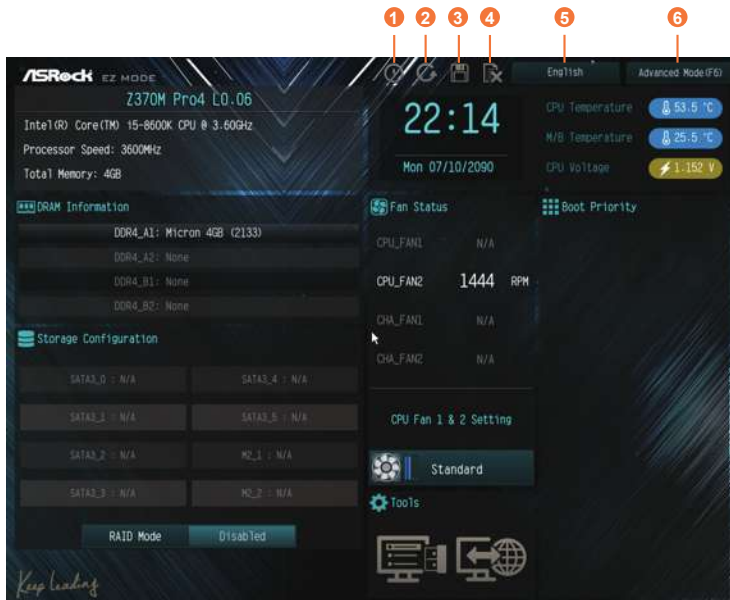 1 2 3 4 5 6
ASRock EZ MODE
English
Advanced Mode(F6)
Z370M Pro4 L0.06
Intel(R) Core(TM) i5-8600K CPU @ 3.60GHz
Processor Speed: 3600MHz
Total Memory: 4GB
22:14
Mon 07/10/2090
CPU Temperature 53.5 °C
M/B Temperature 25.5 °C
CPU Voltage 1.152 V
DRAM Information
DDR4_A1: Micron 4GB (2133)
DDR4_A2: None
DDR4_B1: None
DDR4_B2: None
Storage Configuration
SATA3_0 : N/A SATA3_4 : N/A
SATA3_1 : N/A SATA3_5 : N/A
SATA3_2 : N/A M2_1 : N/A
SATA3_3 : N/A M2_2 : N/A
RAID Mode Disabled
Keep Leading
Fan Status
CPU_FAN1 N/A
CPU_FAN2 1444 RPM
CHA_FAN1 N/A
CHA_FAN2 N/A
CPU Fan 1 & 2 Setting
Standard
Tools
Boot Priority